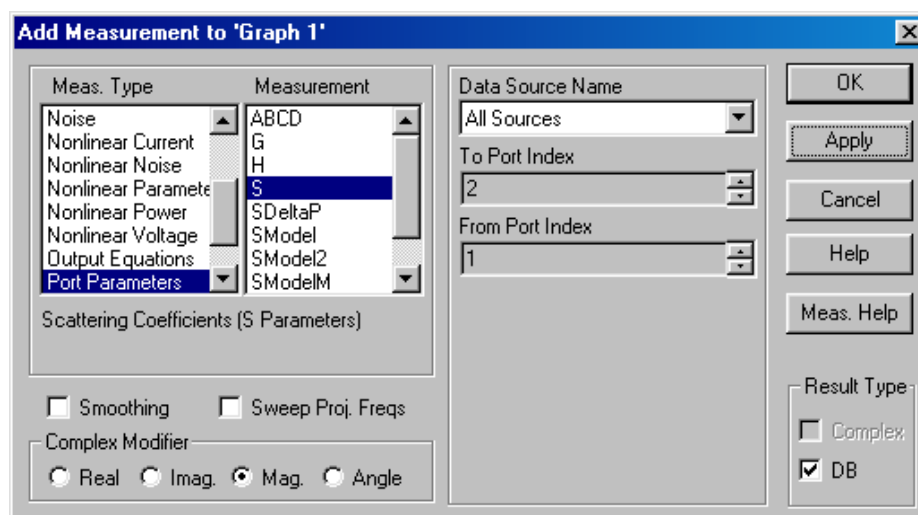 Add Measurement to 'Graph 1'
Meas. Type
Measurement
Noise
Nonlinear Current
Nonlinear Noise
Nonlinear Paramete
Nonlinear Power
Nonlinear Voltage
Output Equations
Port Parameters
ABCD
G
H
S
SDeltaP
SModel
SModel2
SModelM
Scattering Coefficients (S Parameters)
Smoothing
Sweep Proj. Freqs
Complex Modifier
Real
Imag.
Mag.
Angle
Data Source Name
All Sources
To Port Index
2
From Port Index
1
OK
Apply
Cancel
Help
Meas. Help
Result Type
Complex
DB